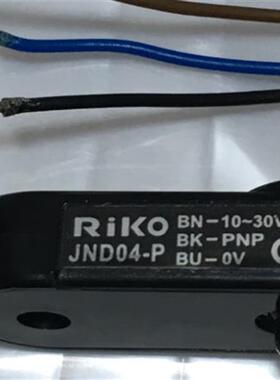 RiKO
JND04-P
BN-10~30V
BK-PNP
BU-0V